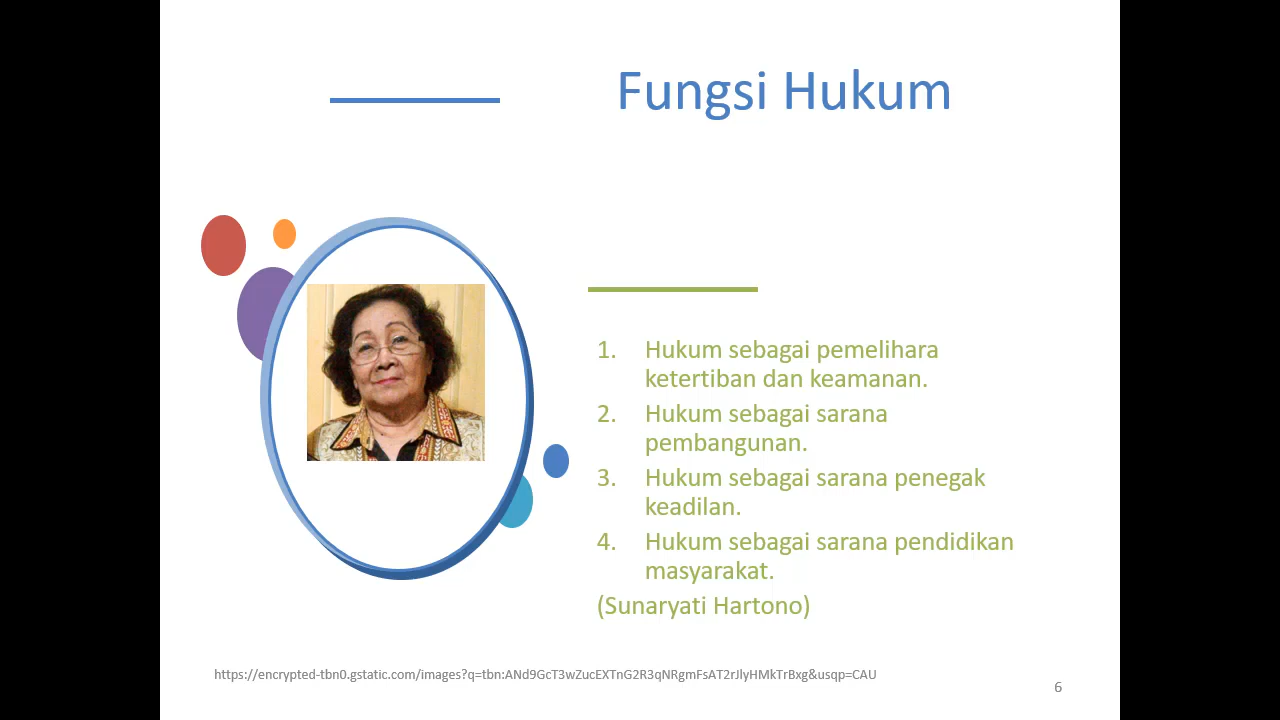 Fungsi Hukum
1. Hukum sebagai pemelihara
ketertiban dan keamanan.
2. Hukum sebagai sarana
pembangunan.
3. Hukum sebagai sarana penegak
keadilan.
4. Hukum sebagai sarana pendidikan
masyarakat.
(Sunaryati Hartono)
https://encrypted-tbn0.gstatic.com/images?q=tbn:ANd9GcT3wZucEXTnG2R3qNRgmFsAT2rJlyHMkTrBxg&usqp=CAU
6